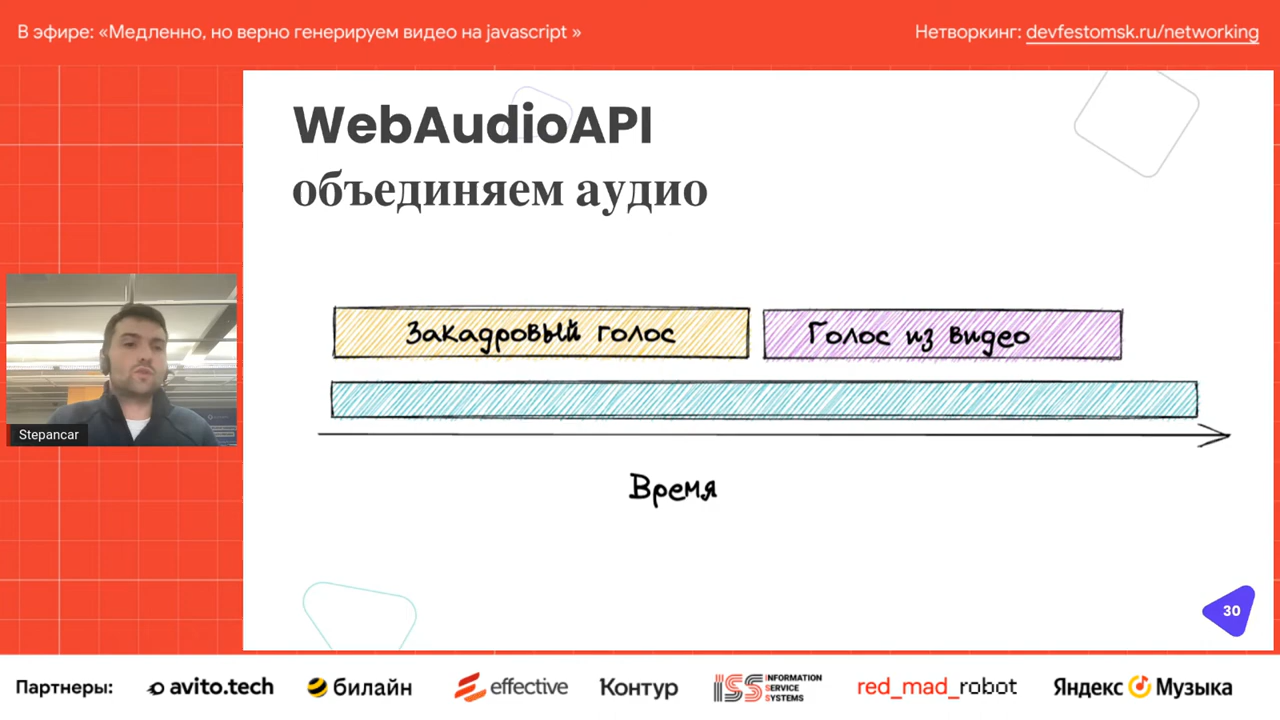 В эфире: «Медленно, но верно генерируем видео на javascript »
Нетворкинг: devfestomsk.ru/networking
WebAudioAPI
объединяем аудио
Закадровый голос
Голос из видео
Время
Stepancar
30
Партнеры:
avito.tech
билайн
effective
Контур
ISS INFORMATION SERVICE SYSTEMS
red_mad_robot
Яндекс Музыка